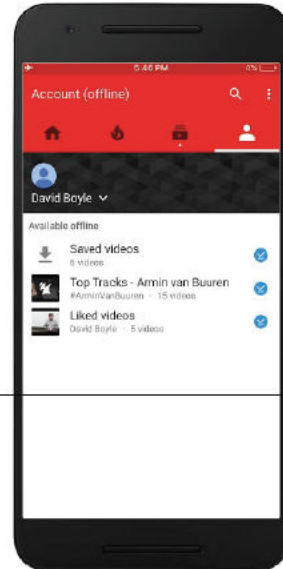 5:40 PM
Account (offline)
David Boyle
Available offline
Saved videos
6 videos
Top Tracks - Armin van Buuren
#ArminVanBuuren · 15 videos
Liked videos
David Boyle · 5 videos